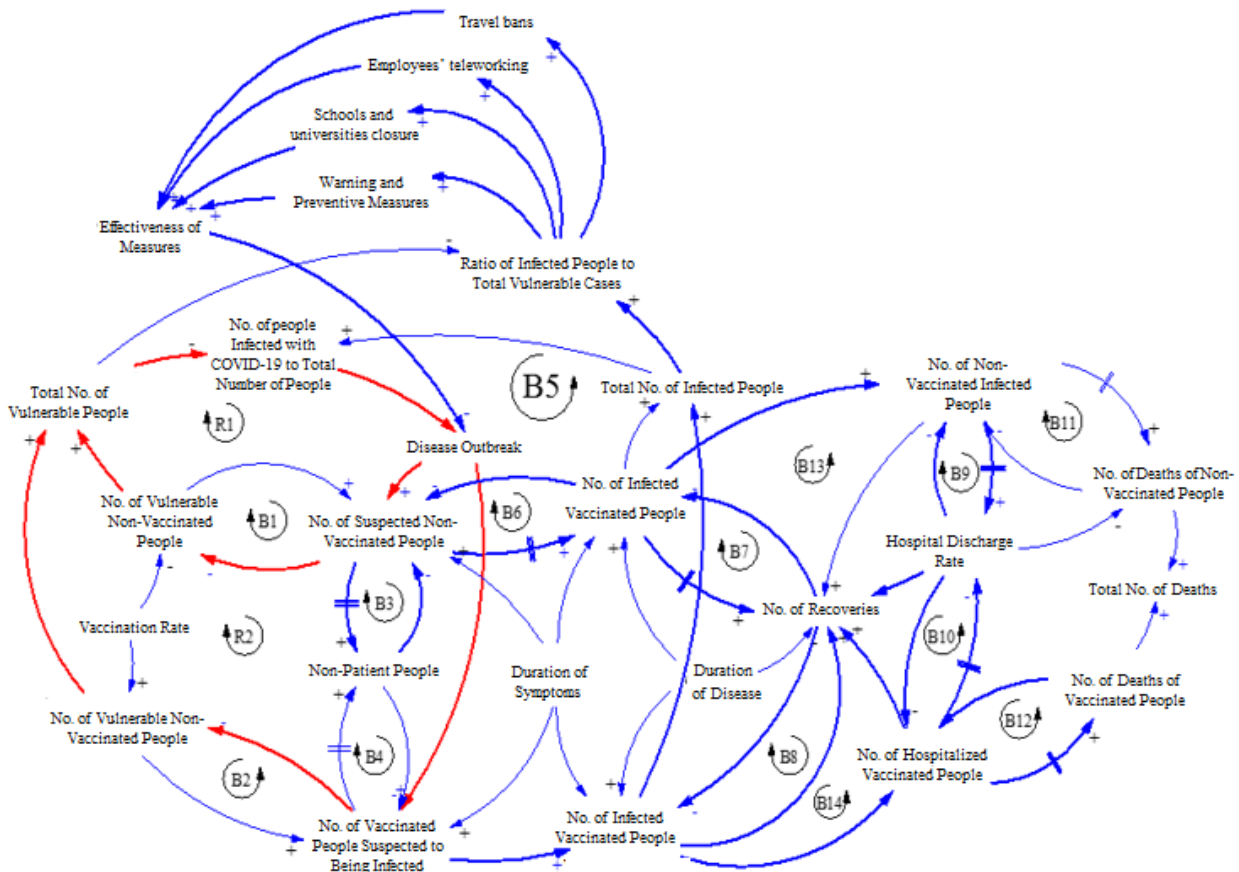 Travel bans
Employees' teleworking
Schools and
universities closure
Warning and
Preventive Measures
Effectiveness of
Measures
Ratio of Infected People to
Total Vulnerable Cases
No. of people
Infected with
COVID-19 to Total
Number of People
Total No. of
Vulnerable People
R1
B5
Total No. of Infected People
No. of Non-
Vaccinated Infected
People
B11
Disease Outbreak
B13
B9
No. of Deaths of Non-
Vaccinated People
No. of Vulnerable
Non-Vaccinated
People
B1
No. of Suspected Non-
Vaccinated People
B6
No. of Infected
Vaccinated People
B7
Hospital Discharge
Rate
Total No. of Deaths
No. of Recoveries
B3
Vaccination Rate
R2
B10
Non-Patient People
Duration of
Symptoms
Duration
of Disease
No. of Deaths of
Vaccinated People
No. of Vulnerable Non-
Vaccinated People
B4
B12
B2
B8
No. of Hospitalized
Vaccinated People
B14
No. of Vaccinated
People Suspected to
Being Infected
No. of Infected
Vaccinated People